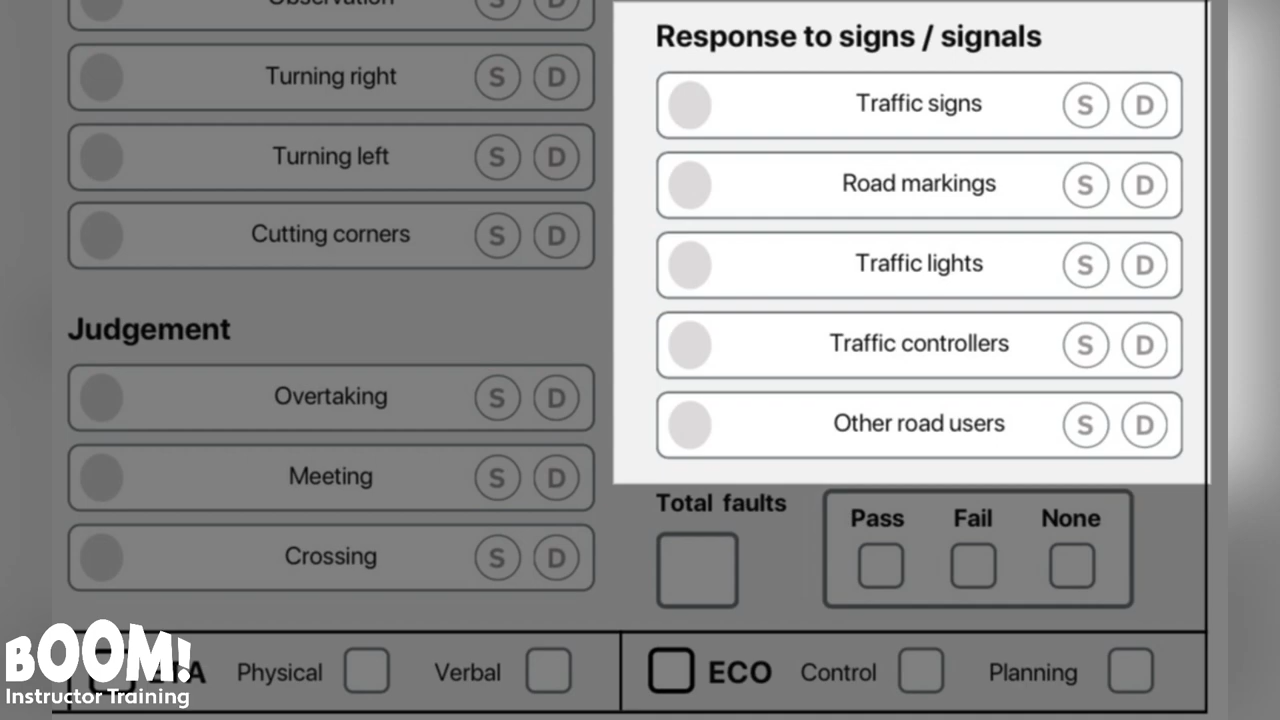 Observation S D
Turning right S D
Turning left S D
Cutting corners S D
Judgement
Overtaking S D
Meeting S D
Crossing S D
Response to signs / signals
Traffic signs S D
Road markings S D
Traffic lights S D
Traffic controllers S D
Other road users S D
Total faults
Pass Fail None
Physical Verbal
ECO Control Planning
BOOM!
Instructor Training